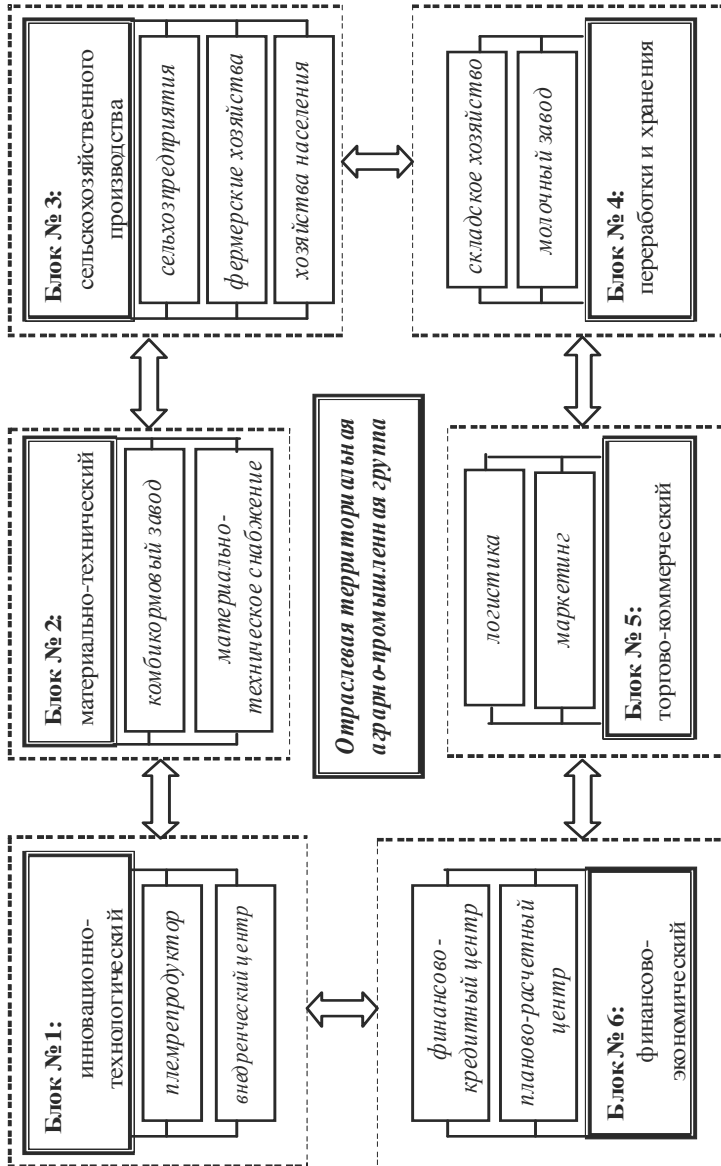 Блок № 1:
инновационно-
технологический
племрепродуктор
внедренческий центр
Блок № 2:
материально-технический
комбикормовый завод
материально-
техническое снабжение
Блок № 3:
сельскохозяйственного
производства
сельхозпредприятия
фермерские хозяйства
хозяйства населения
Отраслевая территориальная
аграрно-промышленная группа
финансово-
кредитный центр
планово-расчетный
центр
Блок № 6:
финансово-
экономический
логистика
маркетинг
Блок № 5:
торгово-коммерческий
складское хозяйство
молочный завод
Блок № 4:
переработки и хранения